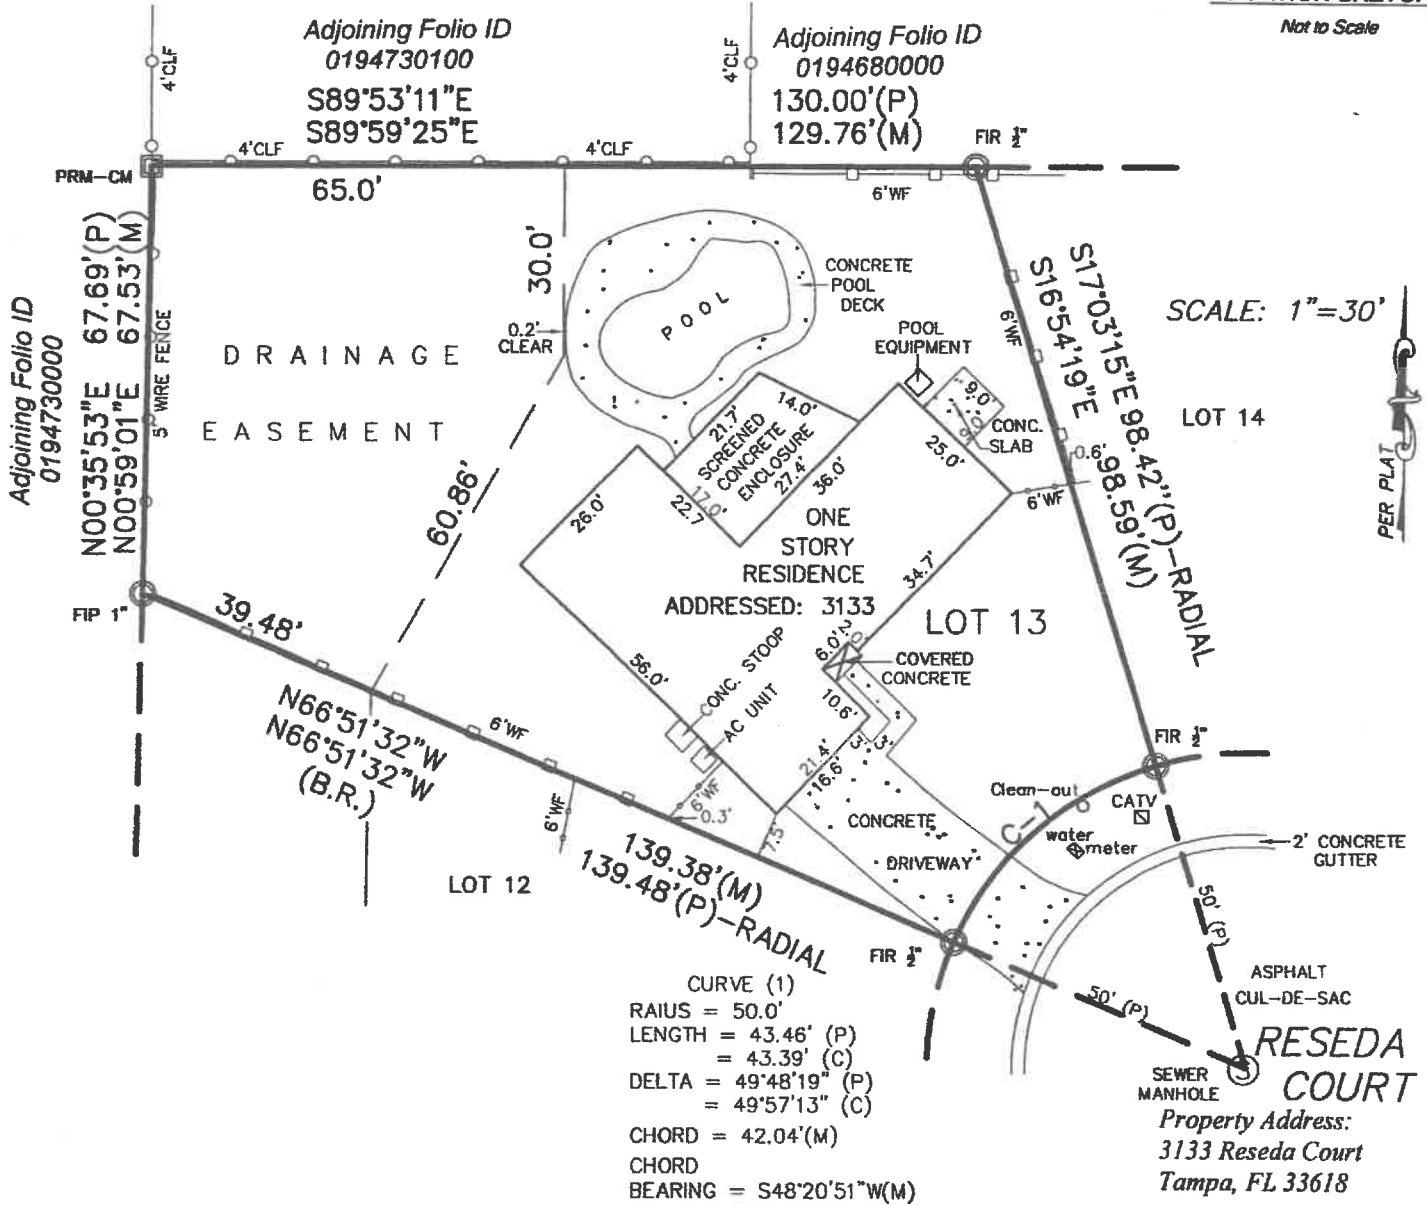 Not to Scale
Adjoining Folio ID
0194730100
S89°53'11"E
S89°59'25"E
Adjoining Folio ID
0194680000
130.00'(P)
129.76'(M)
4'CLF
4'CLF
4'CLF
4'CLF
FIR ½"
PRM-CM
65.0'
6'WF
30.0'
CONCRETE
POOL
DECK
POOL
0.2'
CLEAR
POOL
EQUIPMENT
6'WF
S17°03'15"E 98.42"(P)-RADIAL
S16°54'19"E 98.59'(M)
SCALE: 1"=30'
LOT 14
PER PLAT
Adjoining Folio ID
0194730000
N00°35'53"E 67.69'(P)
N00°59'01"E 67.53'(M)
5' WIRE FENCE
DRAINAGE
EASEMENT
60.86'
21.7'
14.0'
SCREENED
CONCRETE
ENCLOSURE
27.4'
17.0'
22.7
36.0'
9.0'
CONC.
SLAB
25.0'
0.6'
6'WF
26.0'
ONE
STORY
RESIDENCE
ADDRESSED: 3133
34.7'
LOT 13
FIP 1"
39.48'
56.0'
CONC. STOOP
AC UNIT
6.0'
COVERED
CONCRETE
10.6'
3'
3'
21.4'
16.6'
N66°51'32"W
N66°51'32"W
(B.R.)
6'WF
6'WF
6'WF
0.3'
7.5'
139.38'(M)
139.48'(P)-RADIAL
LOT 12
FIR ½"
Clean-out
CATV
C-1
water
meter
CONCRETE
DRIVEWAY
2' CONCRETE
GUTTER
50' (P)
FIR ½"
50' (P)
ASPHALT
CUL-DE-SAC
RESEDA
COURT
SEWER
MANHOLE
S
CURVE (1)
RAIUS = 50.0'
LENGTH = 43.46' (P)
= 43.39' (C)
DELTA = 49°48'19" (P)
= 49°57'13" (C)
CHORD = 42.04'(M)
CHORD
BEARING = S48°20'51"W(M)
Property Address:
3133 Reseda Court
Tampa, FL 33618